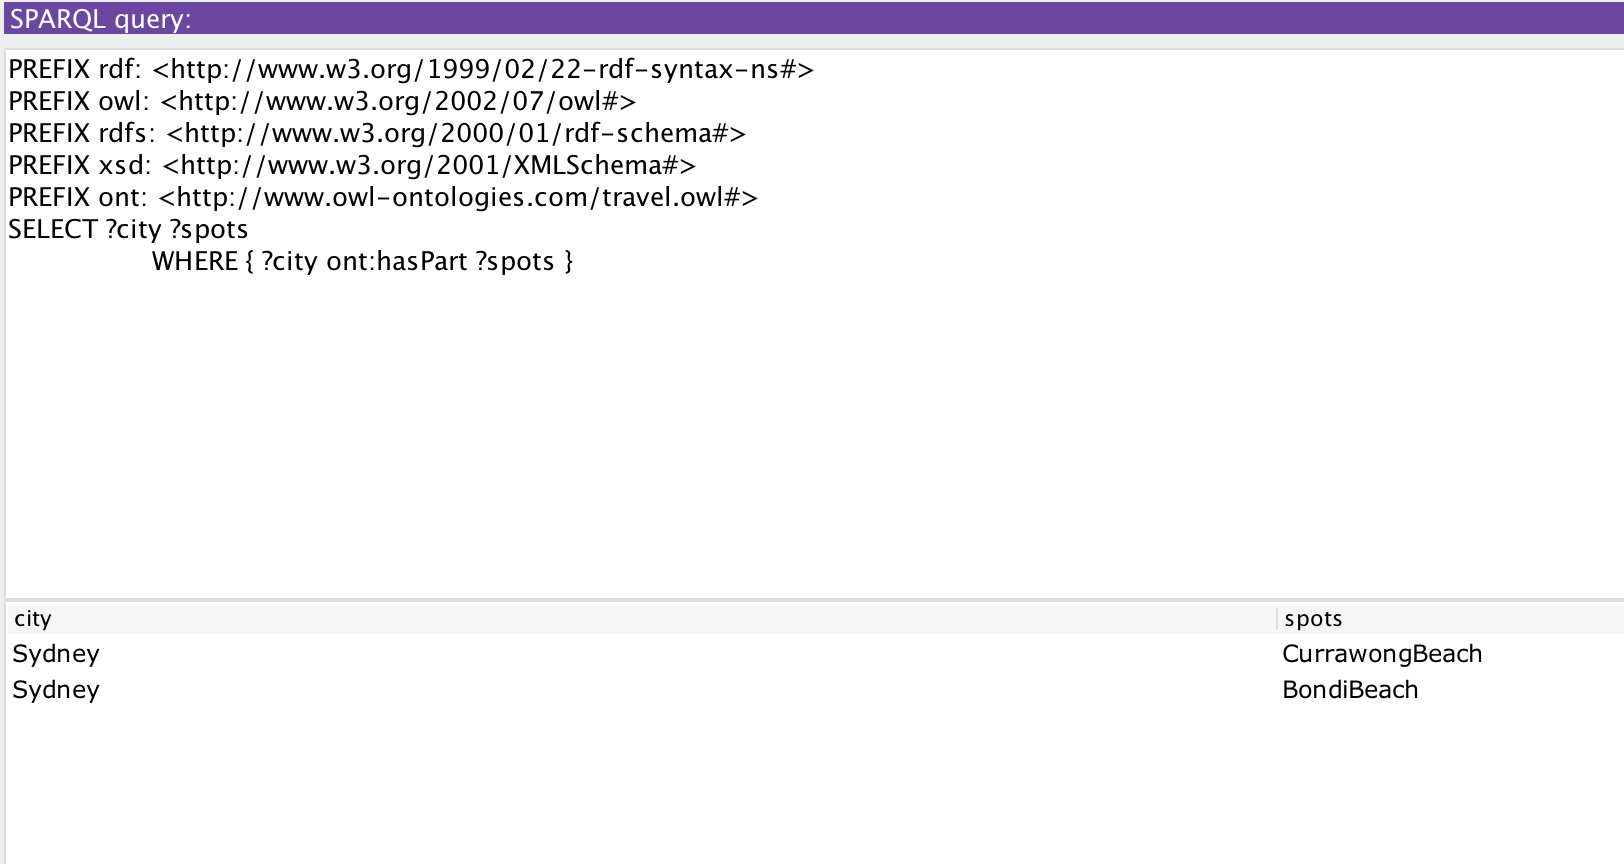 SPARQL query:
PREFIX rdf: <http://www.w3.org/1999/02/22-rdf-syntax-ns#>
PREFIX owl: <http://www.w3.org/2002/07/owl#>
PREFIX rdfs: <http://www.w3.org/2000/01/rdf-schema#>
PREFIX xsd: <http://www.w3.org/2001/XMLSchema#>
PREFIX ont: <http://www.owl-ontologies.com/travel.owl#>
SELECT ?city ?spots
WHERE { ?city ont:hasPart ?spots }
city spots
Sydney CurrawongBeach
Sydney BondiBeach